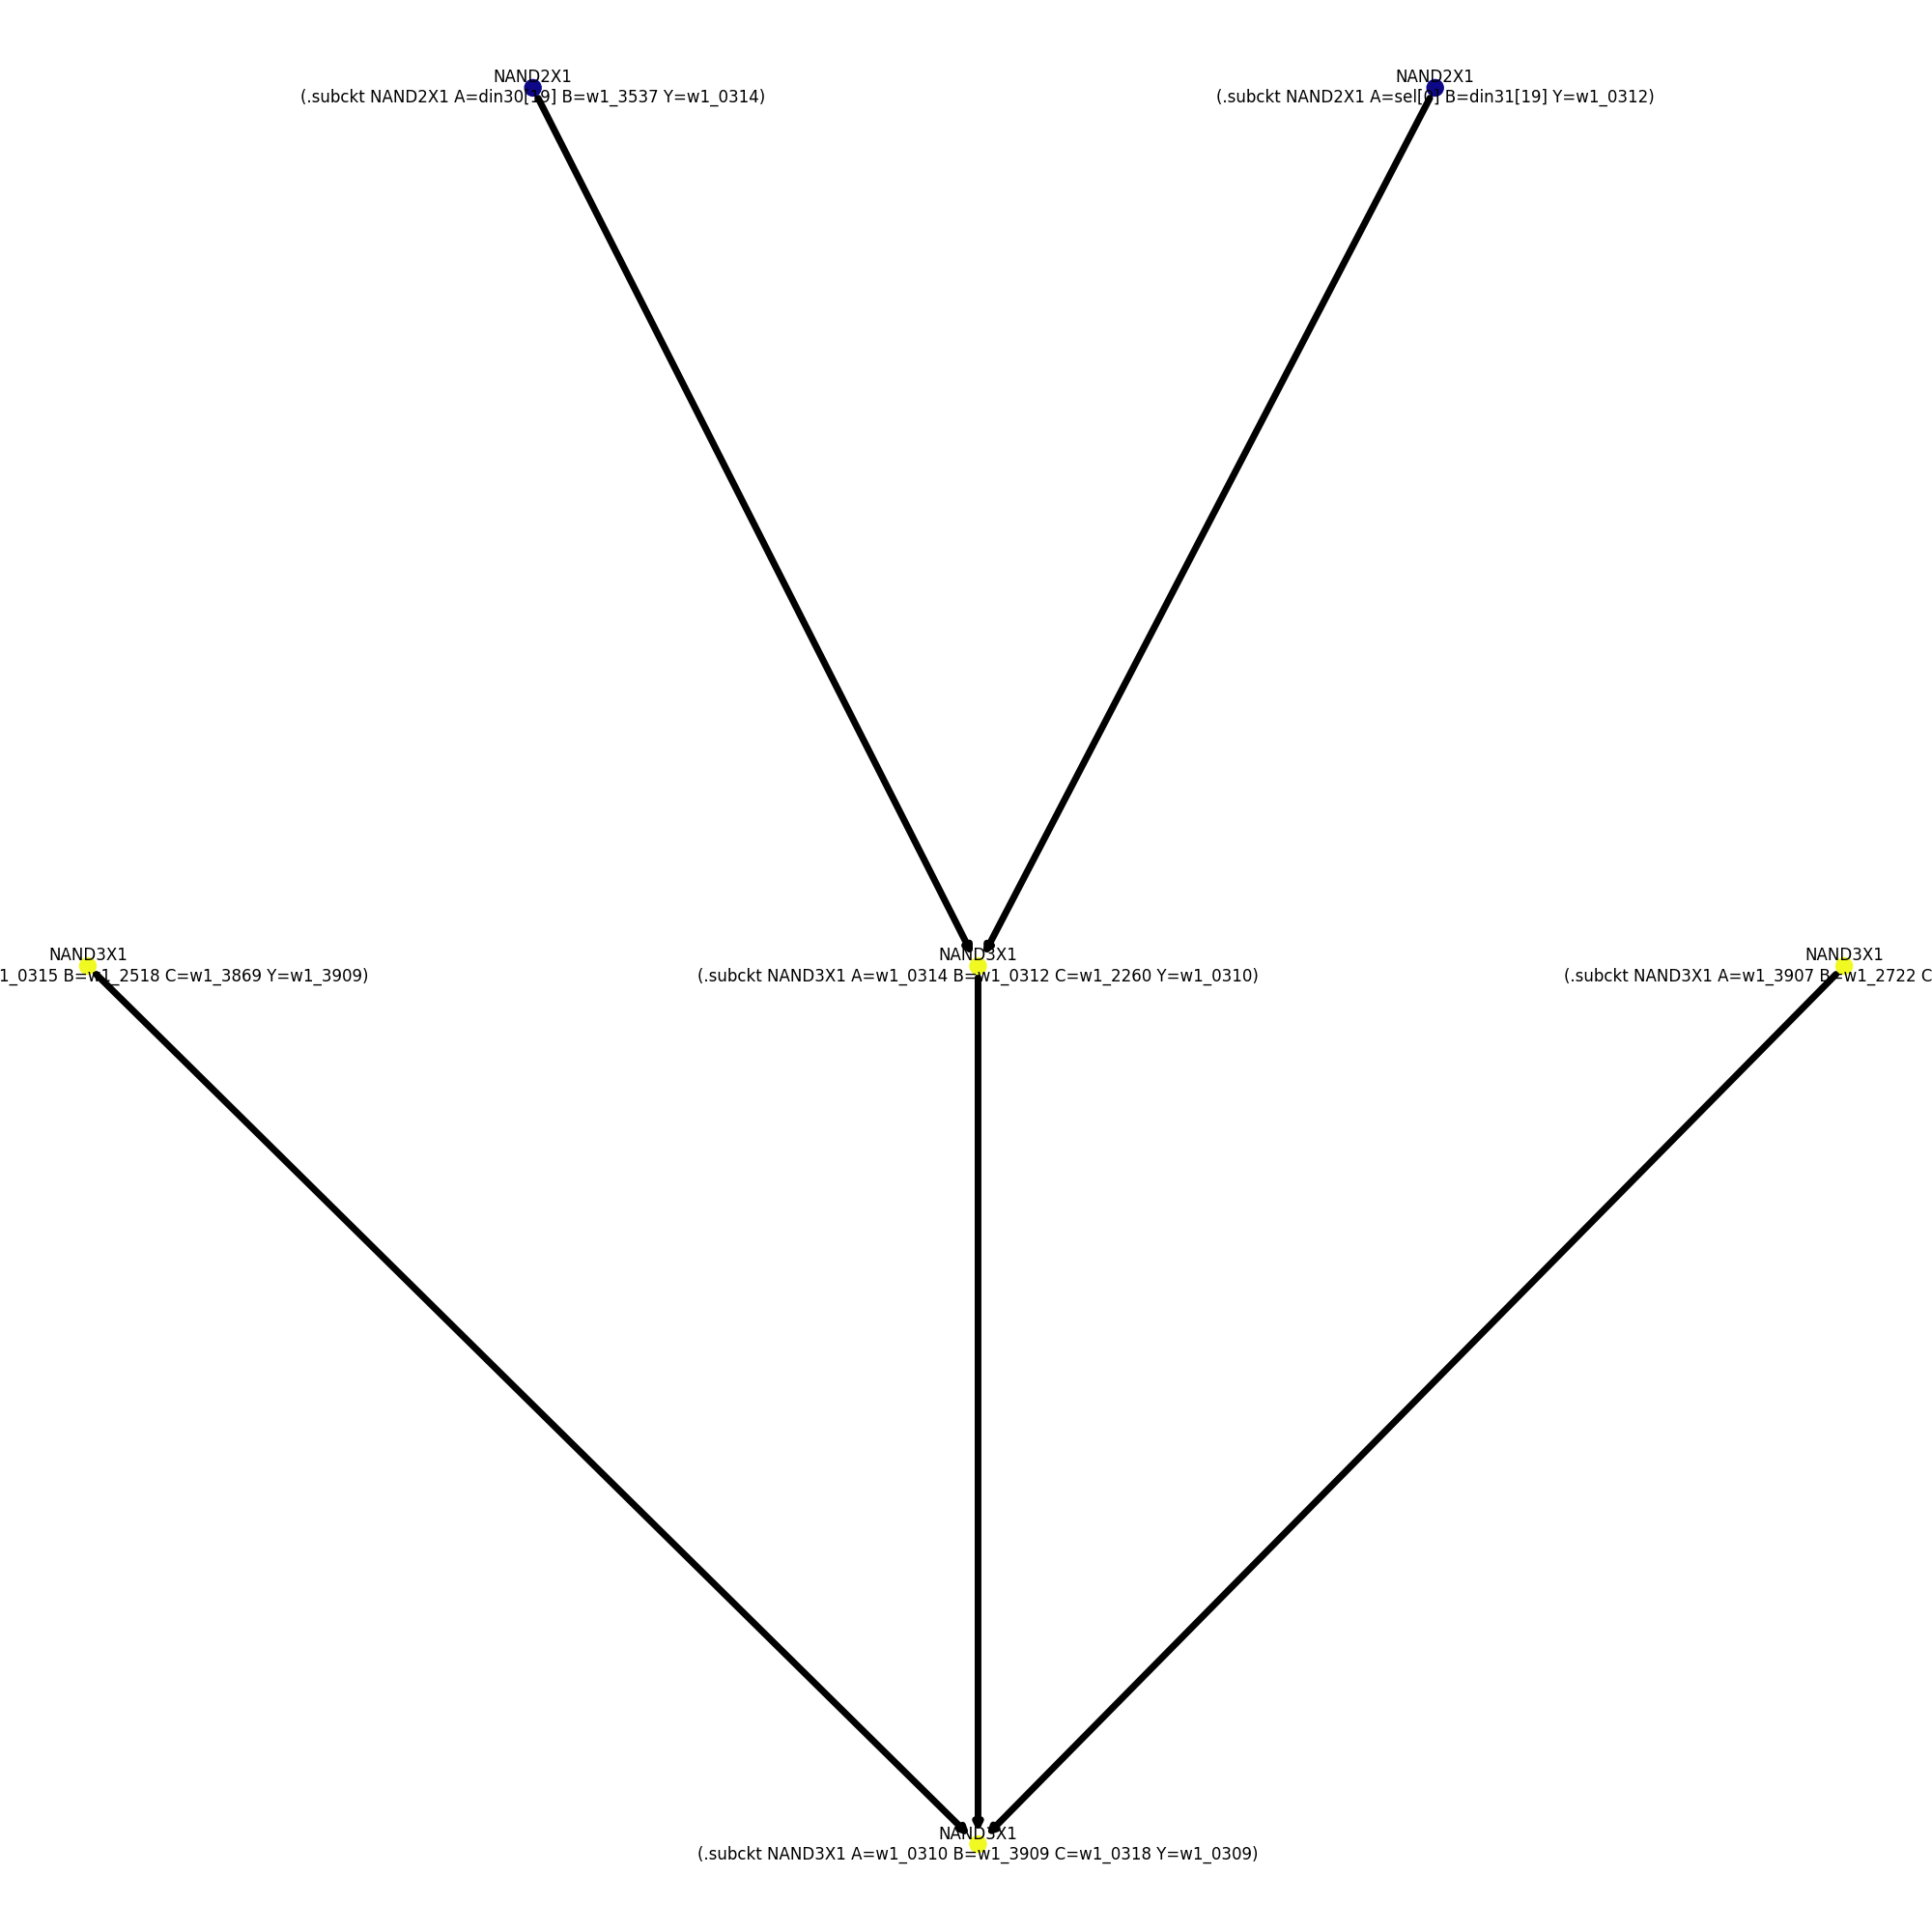 NAND2X1
(.subckt NAND2X1 A=din30[19] B=w1_3537 Y=w1_0314)
NAND2X1
(.subckt NAND2X1 A=sel[0] B=din31[19] Y=w1_0312)
NAND3X1
1_0315 B=w1_2518 C=w1_3869 Y=w1_3909)
NAND3X1
(.subckt NAND3X1 A=w1_0314 B=w1_0312 C=w1_2260 Y=w1_0310)
NAND3X1
(.subckt NAND3X1 A=w1_3907 B=w1_2722 C
NAND3X1
(.subckt NAND3X1 A=w1_0310 B=w1_3909 C=w1_0318 Y=w1_0309)